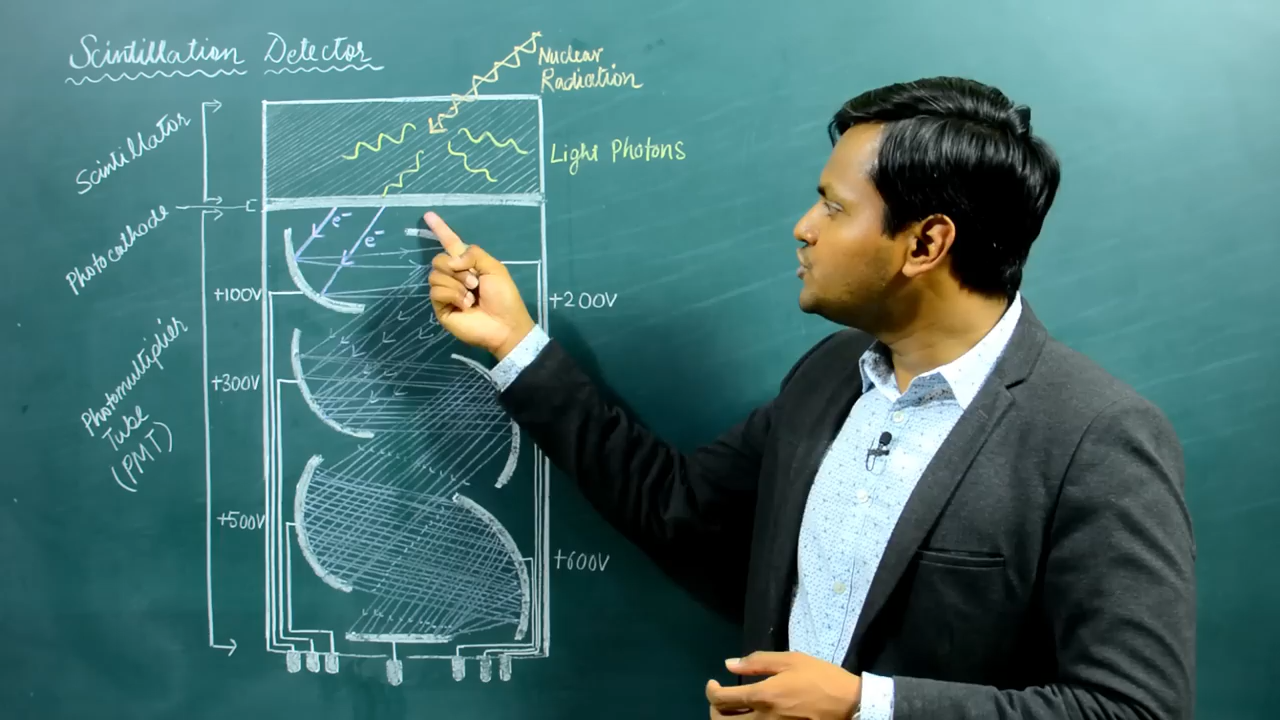 Scintillation Detector
Nuclear
Radiation
Scintillator
Light Photons
Photocathode
e-
e-
+100V
+200V
Photomultiplier
Tube
(PMT)
+300V
+500V
+600V